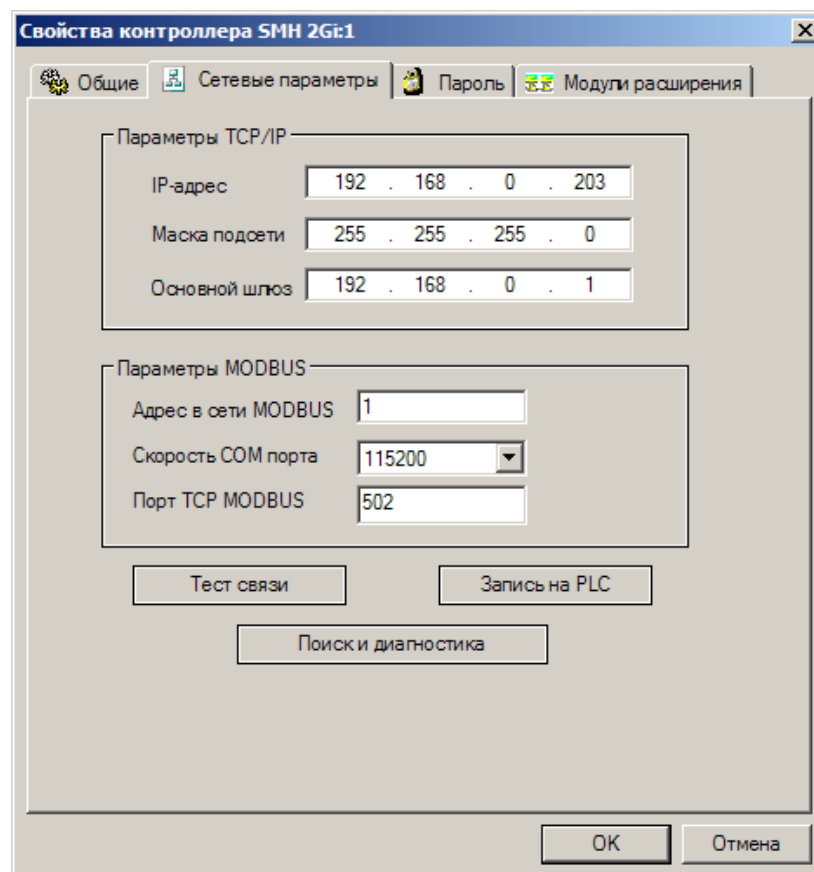 Свойства контроллера SMH 2Gi:1
Общие Сетевые параметры Пароль Модули расширения
Параметры TCP/IP
IP-адрес 192 . 168 . 0 . 203
Маска подсети 255 . 255 . 255 . 0
Основной шлюз 192 . 168 . 0 . 1
Параметры MODBUS
Адрес в сети MODBUS 1
Скорость COM порта 115200
Порт TCP MODBUS 502
Тест связи Запись на PLC
Поиск и диагностика
OK Отмена